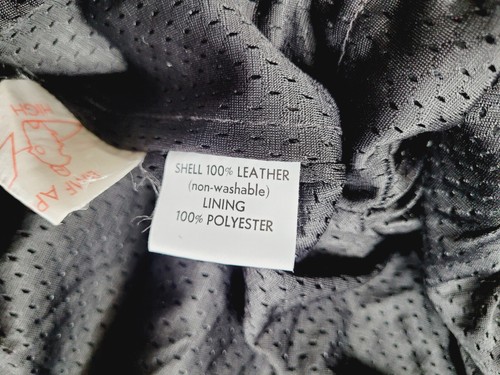 SHELL 100% LEATHER
(non-washable)
LINING
100% POLYESTER